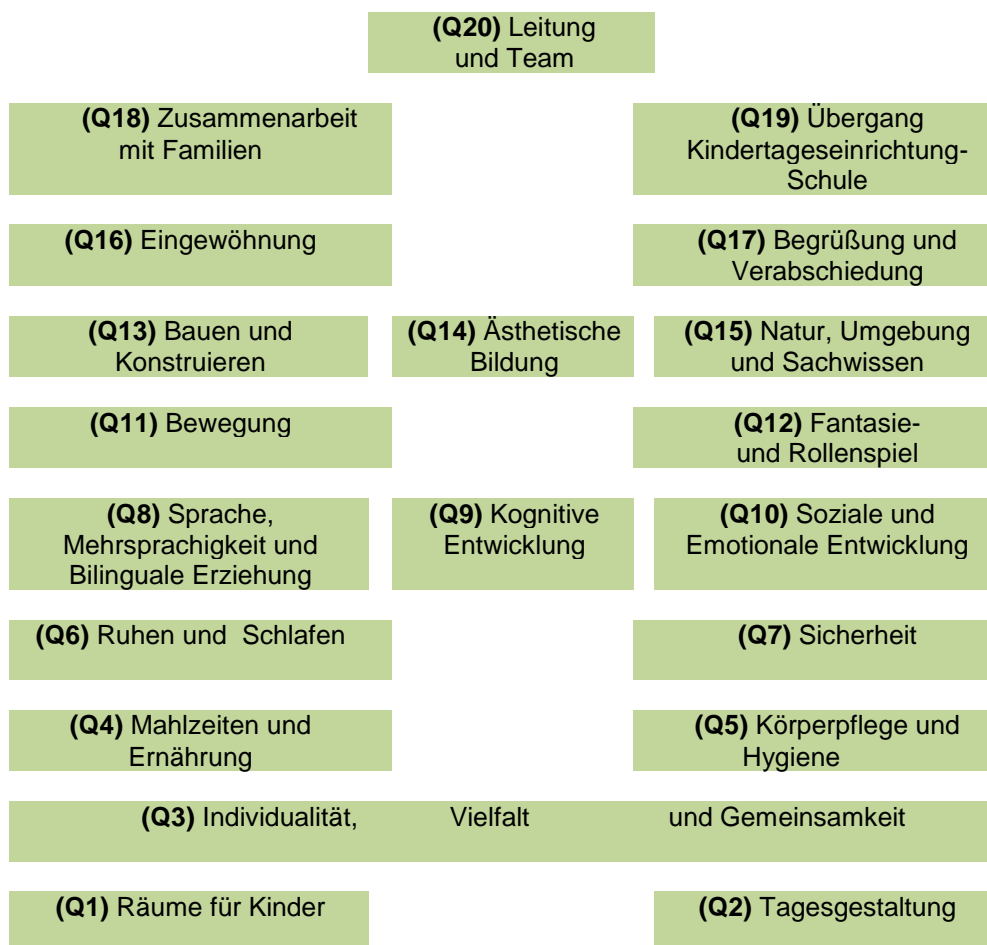 (Q20) Leitung
und Team
(Q18) Zusammenarbeit
mit Familien
(Q19) Übergang
Kindertageseinrichtung-
Schule
(Q16) Eingewöhnung
(Q17) Begrüßung und
Verabschiedung
(Q13) Bauen und
Konstruieren
(Q14) Ästhetische
Bildung
(Q15) Natur, Umgebung
und Sachwissen
(Q11) Bewegung
(Q12) Fantasie-
und Rollenspiel
(Q8) Sprache,
Mehrsprachigkeit und
Bilinguale Erziehung
(Q9) Kognitive
Entwicklung
(Q10) Soziale und
Emotionale Entwicklung
(Q6) Ruhen und Schlafen
(Q7) Sicherheit
(Q4) Mahlzeiten und
Ernährung
(Q5) Körperpflege und
Hygiene
(Q3) Individualität, Vielfalt und Gemeinsamkeit
(Q1) Räume für Kinder
(Q2) Tagesgestaltung